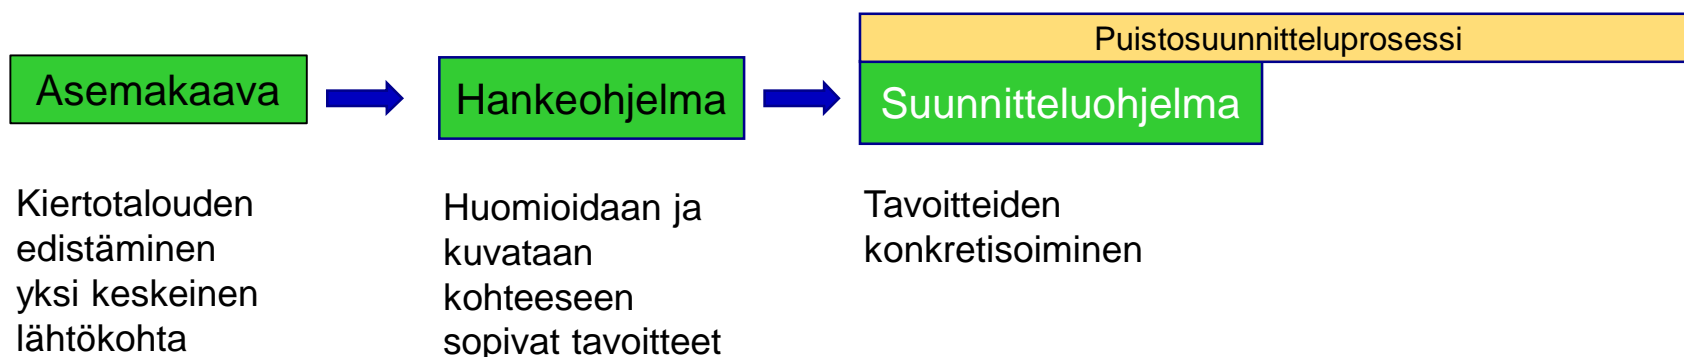 Puistosuunnitteluprosessi
Asemakaava
Hankeohjelma
Suunnitteluohjelma
Kiertotalouden
edistäminen
yksi keskeinen
lähtökohta
Huomioidaan ja
kuvataan
kohteeseen
sopivat tavoitteet
Tavoitteiden
konkretisoiminen